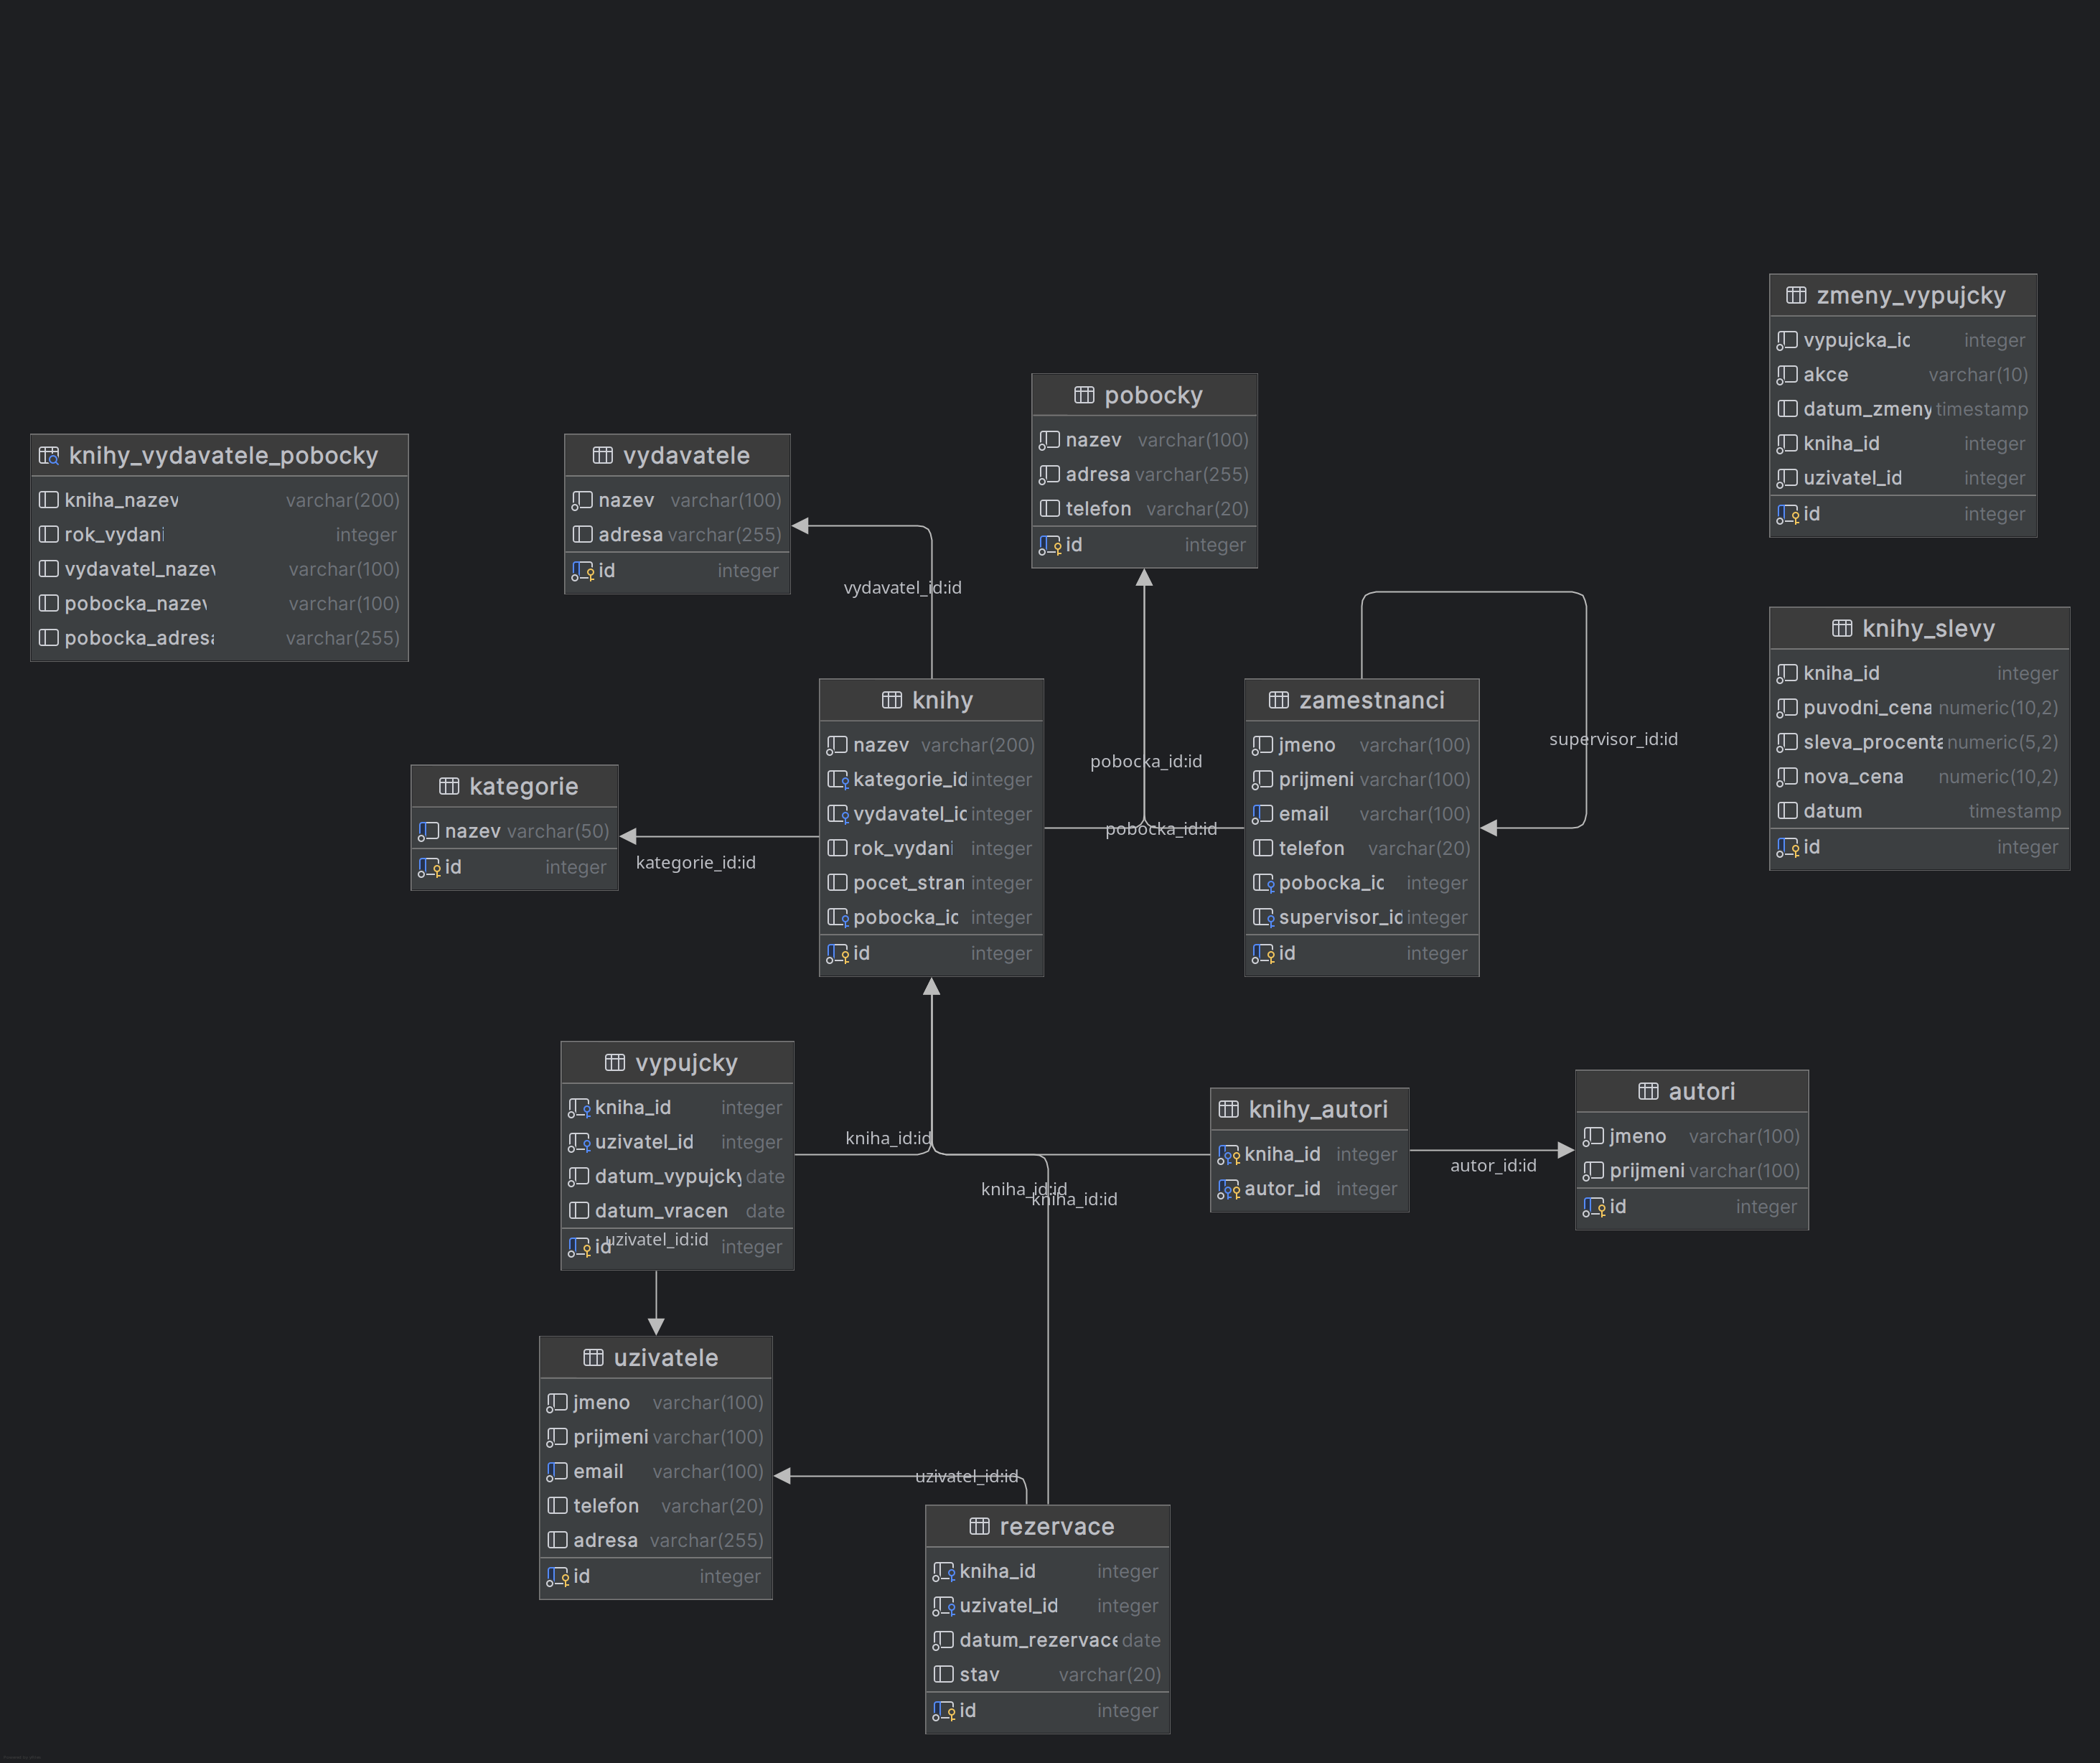 zmeny_vypujcky
vypujcka_ic integer
akce varchar(10)
datum_zmeny timestamp
kniha_id integer
uzivatel_id integer
id integer
pobocky
nazev varchar(100)
adresa varchar(255)
telefon varchar(20)
id integer
knihy_vydavatele_pobocky
kniha_nazev varchar(200)
rok_vydani integer
vydavatel_nazev varchar(100)
pobocka_nazev varchar(100)
pobocka_adresa varchar(255)
vydavatele
nazev varchar(100)
adresa varchar(255)
id integer
vydavatel_id:id
knihy_slevy
kniha_id integer
puvodni_cena numeric(10,2)
sleva_procenta numeric(5,2)
nova_cena numeric(10,2)
datum timestamp
id integer
knihy
nazev varchar(200)
kategorie_id integer
vydavatel_ic integer
rok_vydani integer
pocet_stran integer
pobocka_ic integer
id integer
pobocka_id:id
pobocka_id:id
zamestnanci
jmeno varchar(100)
prijmeni varchar(100)
email varchar(100)
telefon varchar(20)
pobocka_ic integer
supervisor_ic integer
id integer
supervisor_id:id
kategorie
nazev varchar(50)
id integer
kategorie_id:id
vypujcky
kniha_id integer
uzivatel_id integer
datum_vypujcky date
datum_vracen date
id integer
uzivatel_id:id
kniha_id:id
kniha_id:id
kniha_id:id
knihy_autori
kniha_id integer
autor_id integer
autor_id:id
autori
jmeno varchar(100)
prijmeni varchar(100)
id integer
uzivatele
jmeno varchar(100)
prijmeni varchar(100)
email varchar(100)
telefon varchar(20)
adresa varchar(255)
id integer
uzivatel_id:id
rezervace
kniha_id integer
uzivatel_id integer
datum_rezervace date
stav varchar(20)
id integer